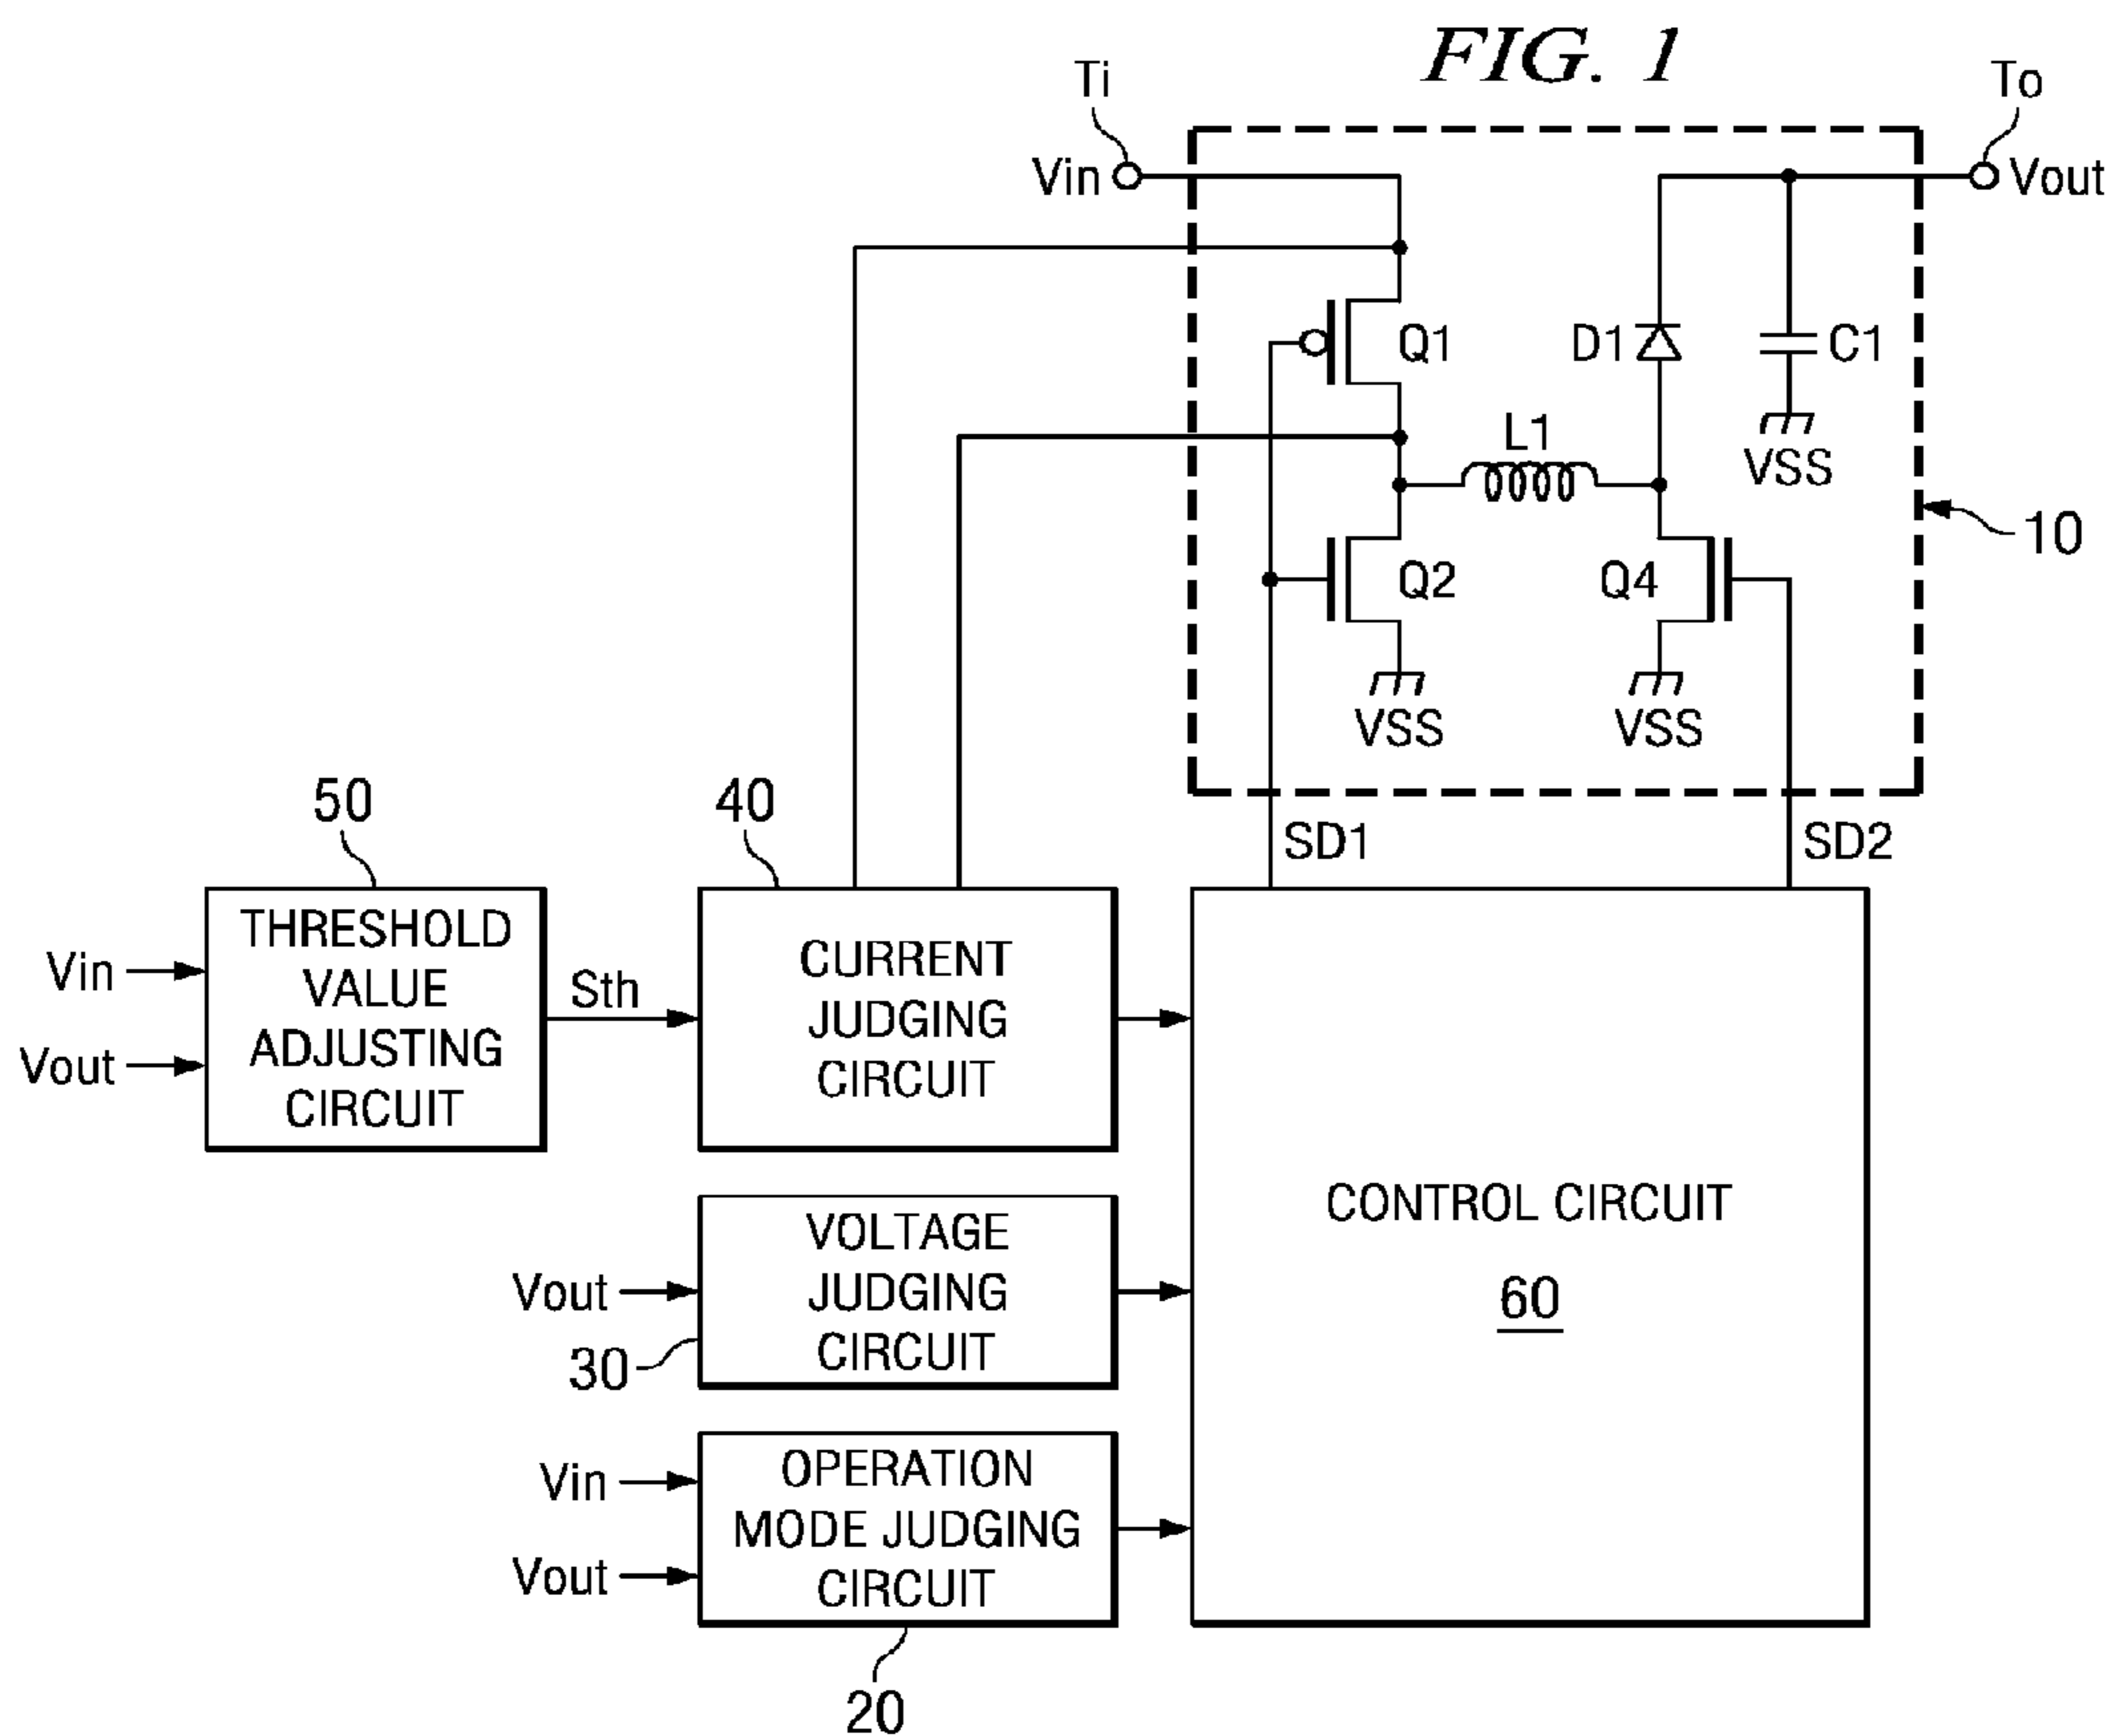 FIG. 1
Ti
To
Vin
Vout
Q1
D1
C1
L1
VSS
10
Q2
Q4
VSS
VSS
50
40
SD1
SD2
THRESHOLD
VALUE
ADJUSTING
CIRCUIT
Vin
Vout
Sth
CURRENT
JUDGING
CIRCUIT
VOLTAGE
JUDGING
CIRCUIT
Vout
30
CONTROL CIRCUIT
60
OPERATION
MODE JUDGING
CIRCUIT
Vin
Vout
20